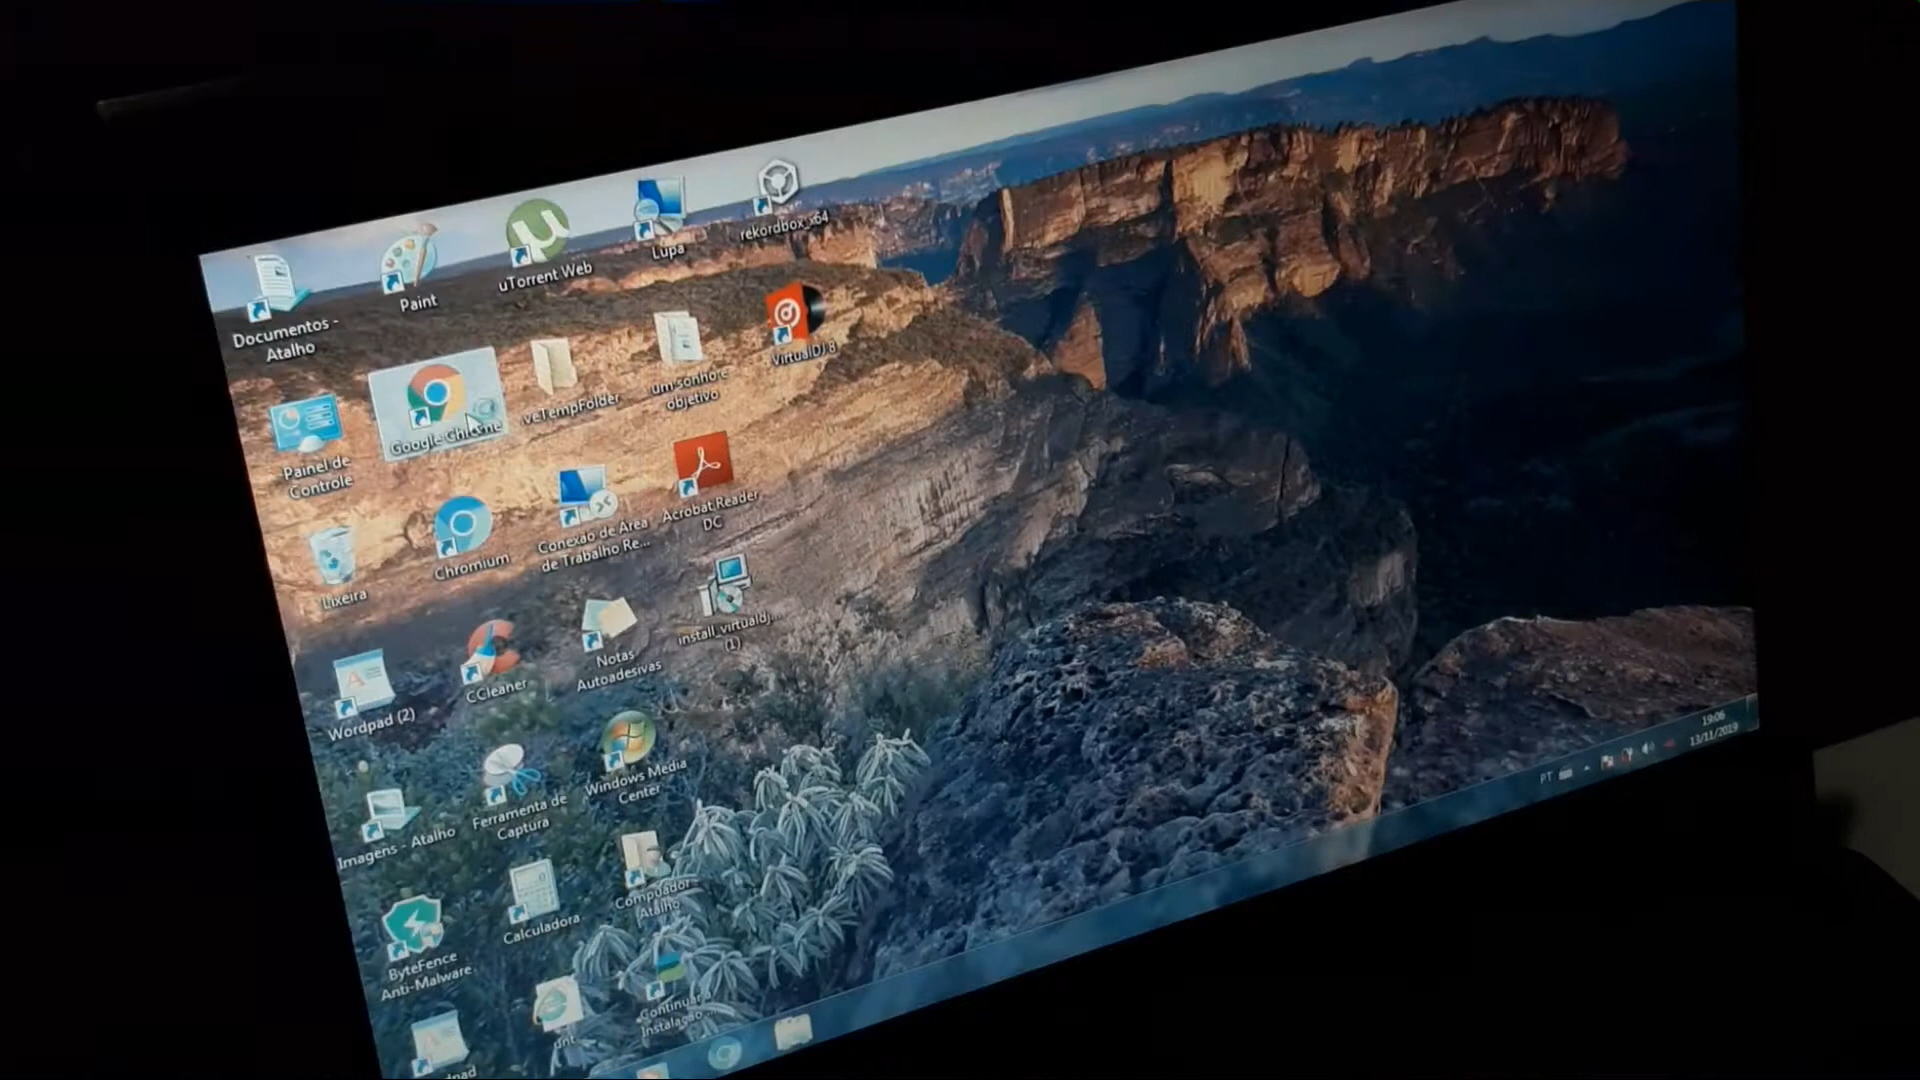 Documentos -
Atalho
Paint
uTorrent Web
Lupa
rekordbox_x64
Painel de
Controle
Google Chrome
veTempFolder
um sonho e
objetivo
VirtualDJ 8
Lixeira
Chromium
Conexão de Área
de Trabalho Re...
Acrobat Reader
DC
Wordpad (2)
CCleaner
Notas
Autoadesivas
install_virtualdj...
(1)
Imagens - Atalho
Ferramenta de
Captura
Windows Media
Center
ByteFence
Anti-Malware
Calculadora
Computador
Atalho
Continuar a
Instalação ...
PT
19:06
13/11/2019